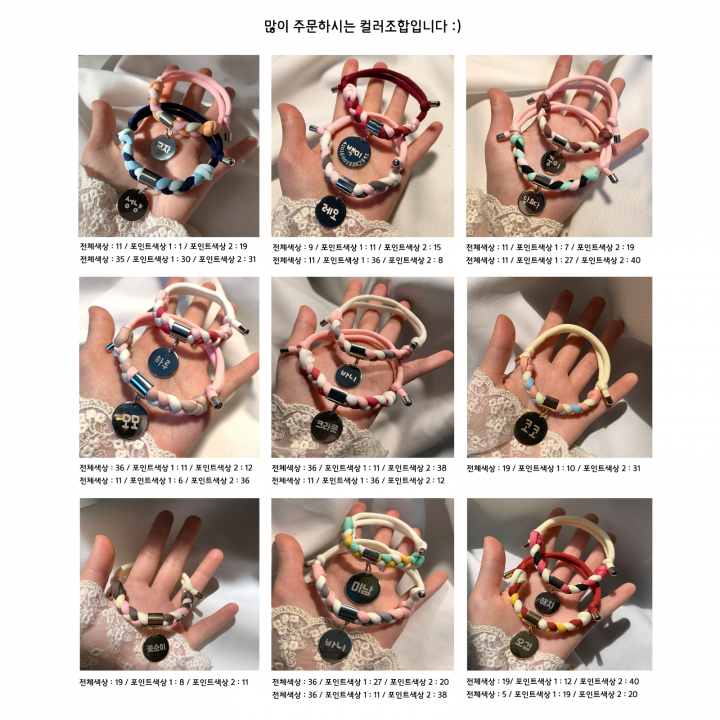 많이 주문하시는 컬러조합입니다 :)
코자
성남
전체색상 : 11 / 포인트색상 1 : 1 / 포인트색상 2 : 19
전체색상 : 35 / 포인트색상 1 : 30 / 포인트색상 2 : 31
백미
레오
전체색상 : 9 / 포인트색상 1 : 11 / 포인트색상 2 : 15
전체색상 : 11 / 포인트색상 1 : 36 / 포인트색상 2 : 8
전체색상 : 11 / 포인트색상 1 : 7 / 포인트색상 2 : 19
전체색상 : 11 / 포인트색상 1 : 27 / 포인트색상 2 : 40
하루
모모
전체색상 : 36 / 포인트색상 1 : 11 / 포인트색상 2 : 12
전체색상 : 11 / 포인트색상 1 : 6 / 포인트색상 2 : 36
바니
크라운
전체색상 : 36 / 포인트색상 1 : 11 / 포인트색상 2 : 38
전체색상 : 11 / 포인트색상 1 : 36 / 포인트색상 2 : 12
코코
전체색상 : 19 / 포인트색상 1 : 10 / 포인트색상 2 : 31
꽃순이
전체색상 : 19 / 포인트색상 1 : 8 / 포인트색상 2 : 11
미남
바니
전체색상 : 36 / 포인트색상 1 : 27 / 포인트색상 2 : 20
전체색상 : 36 / 포인트색상 1 : 11 / 포인트색상 2 : 38
해치
전체색상 : 19/ 포인트색상 1 : 12 / 포인트색상 2 : 40
전체색상 : 5 / 포인트색상 1 : 19 / 포인트색상 2 : 20